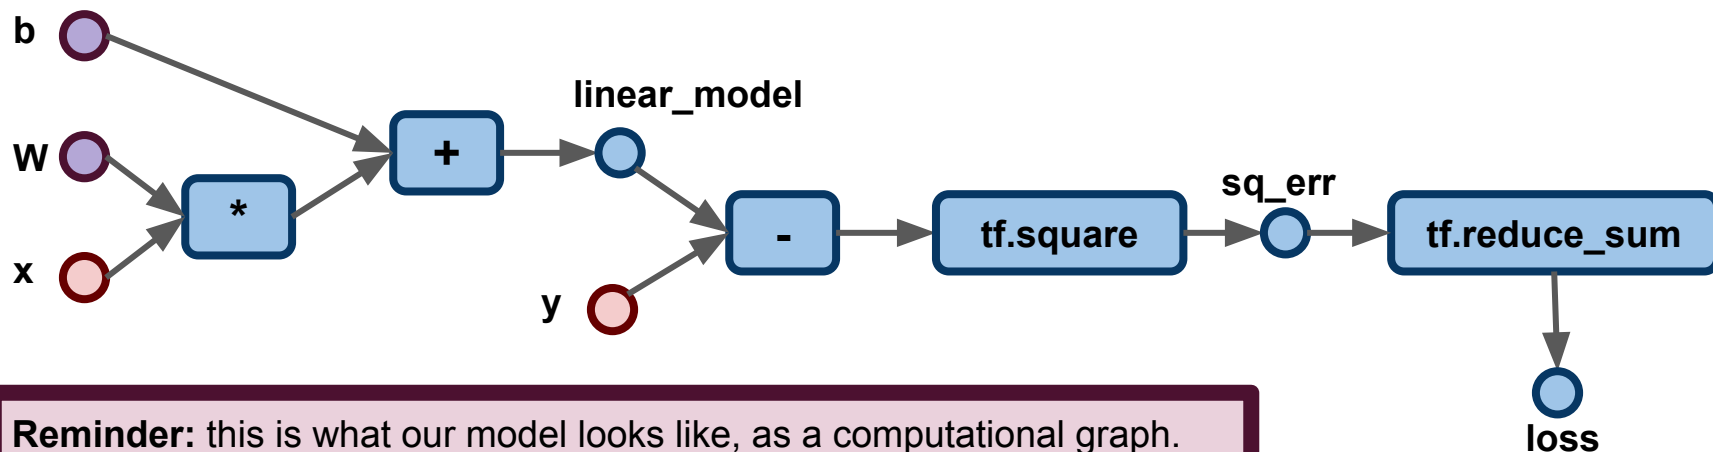 b
linear_model
W
+
*
sq_err
-
tf.square
tf.reduce_sum
x
y
Reminder: this is what our model looks like, as a computational graph.
loss